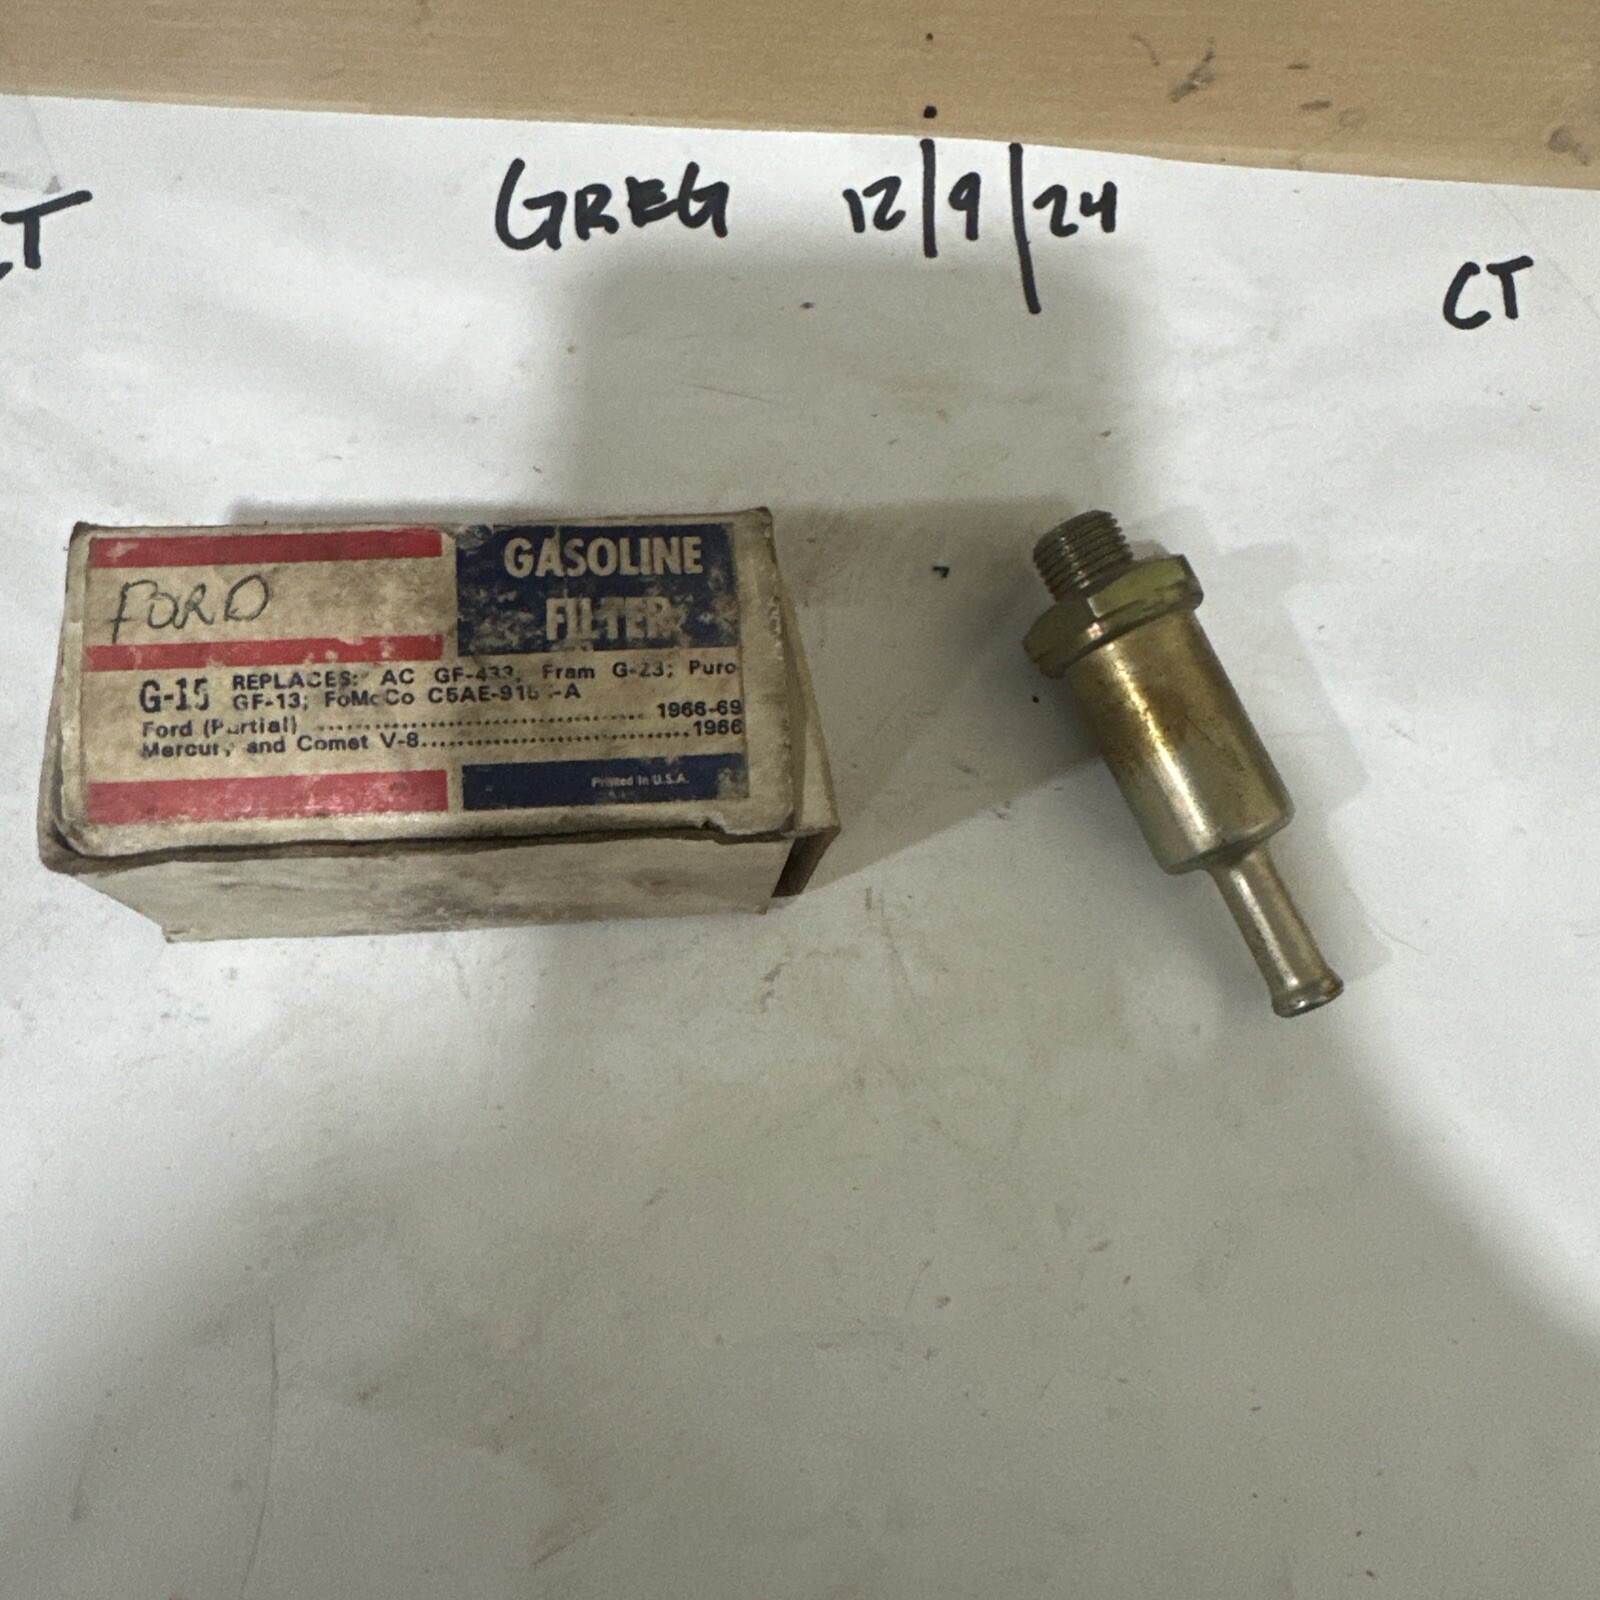 GREG 12/9/24
CT
GASOLINE
FILTER
FORD
G-15 REPLACES: AC GF-433; Fram G-23; Puro
GF-13; FoMoCo
Ford (Partial) ........................................ 1966-69
Mercury and Comet V-8........................................1966
Printed in U.S.A.